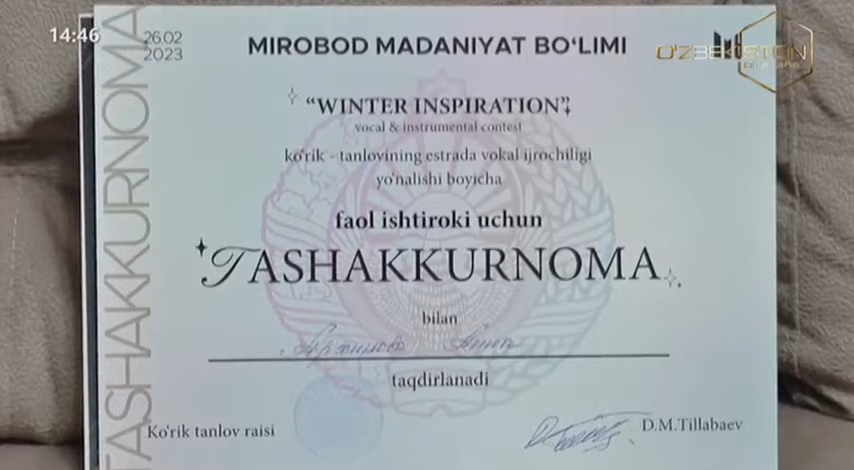 14:46
26.02
2023
MIROBOD MADANIYAT BO‘LIMI
O'ZBEKISTON
TASHAKKURNOMA
“WINTER INSPIRATION”
vocal & instrumental contest
ko'rik - tanlovining estrada vokal ijrochiligi
yo'nalishi boyicha
faol ishtiroki uchun
TASHAKKURNOMA
bilan
taqdirlanadi
Ko'rik tanlov raisi
D.M.Tillabaev